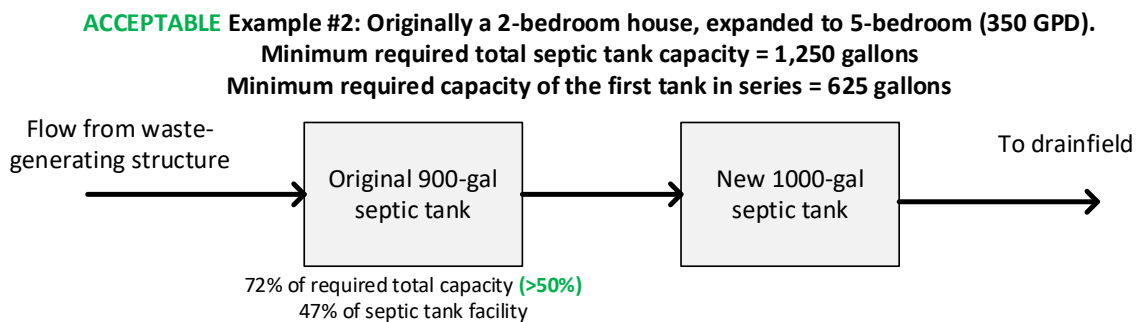 ACCEPTABLE Example #2: Originally a 2-bedroom house, expanded to 5-bedroom (350 GPD).
Minimum required total septic tank capacity = 1,250 gallons
Minimum required capacity of the first tank in series = 625 gallons
Flow from waste-
generating structure
Original 900-gal
septic tank
New 1000-gal
septic tank
To drainfield
72% of required total capacity (>50%)
47% of septic tank facility